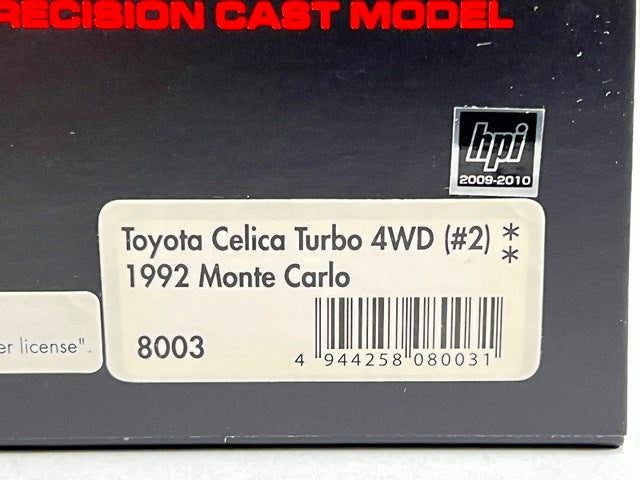 RECISION CAST MODEL
hpi
2009-2010
Toyota Celica Turbo 4WD (#2) **
1992 Monte Carlo
er license".
8003
4 944258 080031